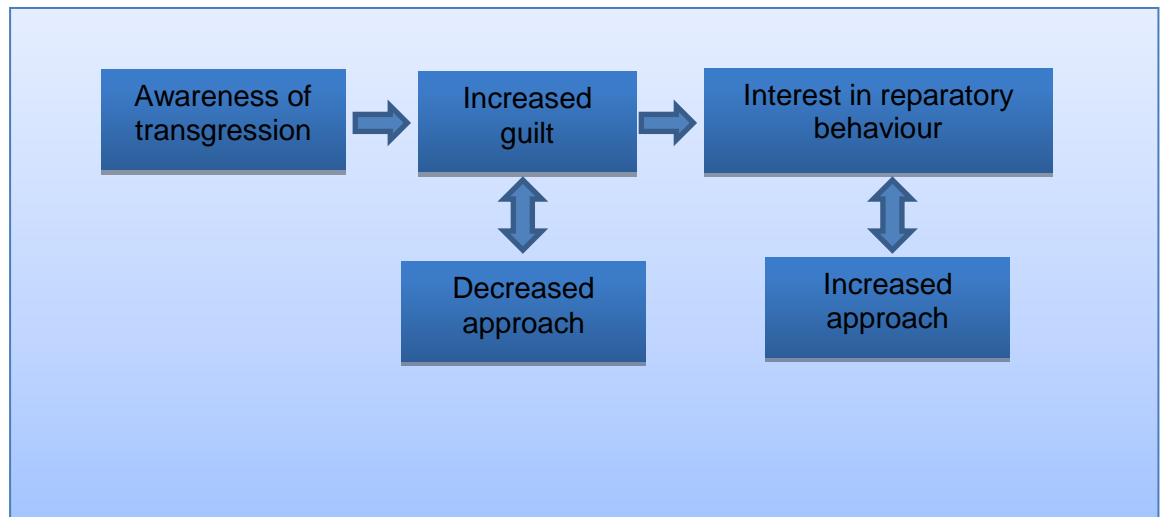 Awareness of
transgression
Increased
guilt
Interest in reparatory
behaviour
Decreased
approach
Increased
approach